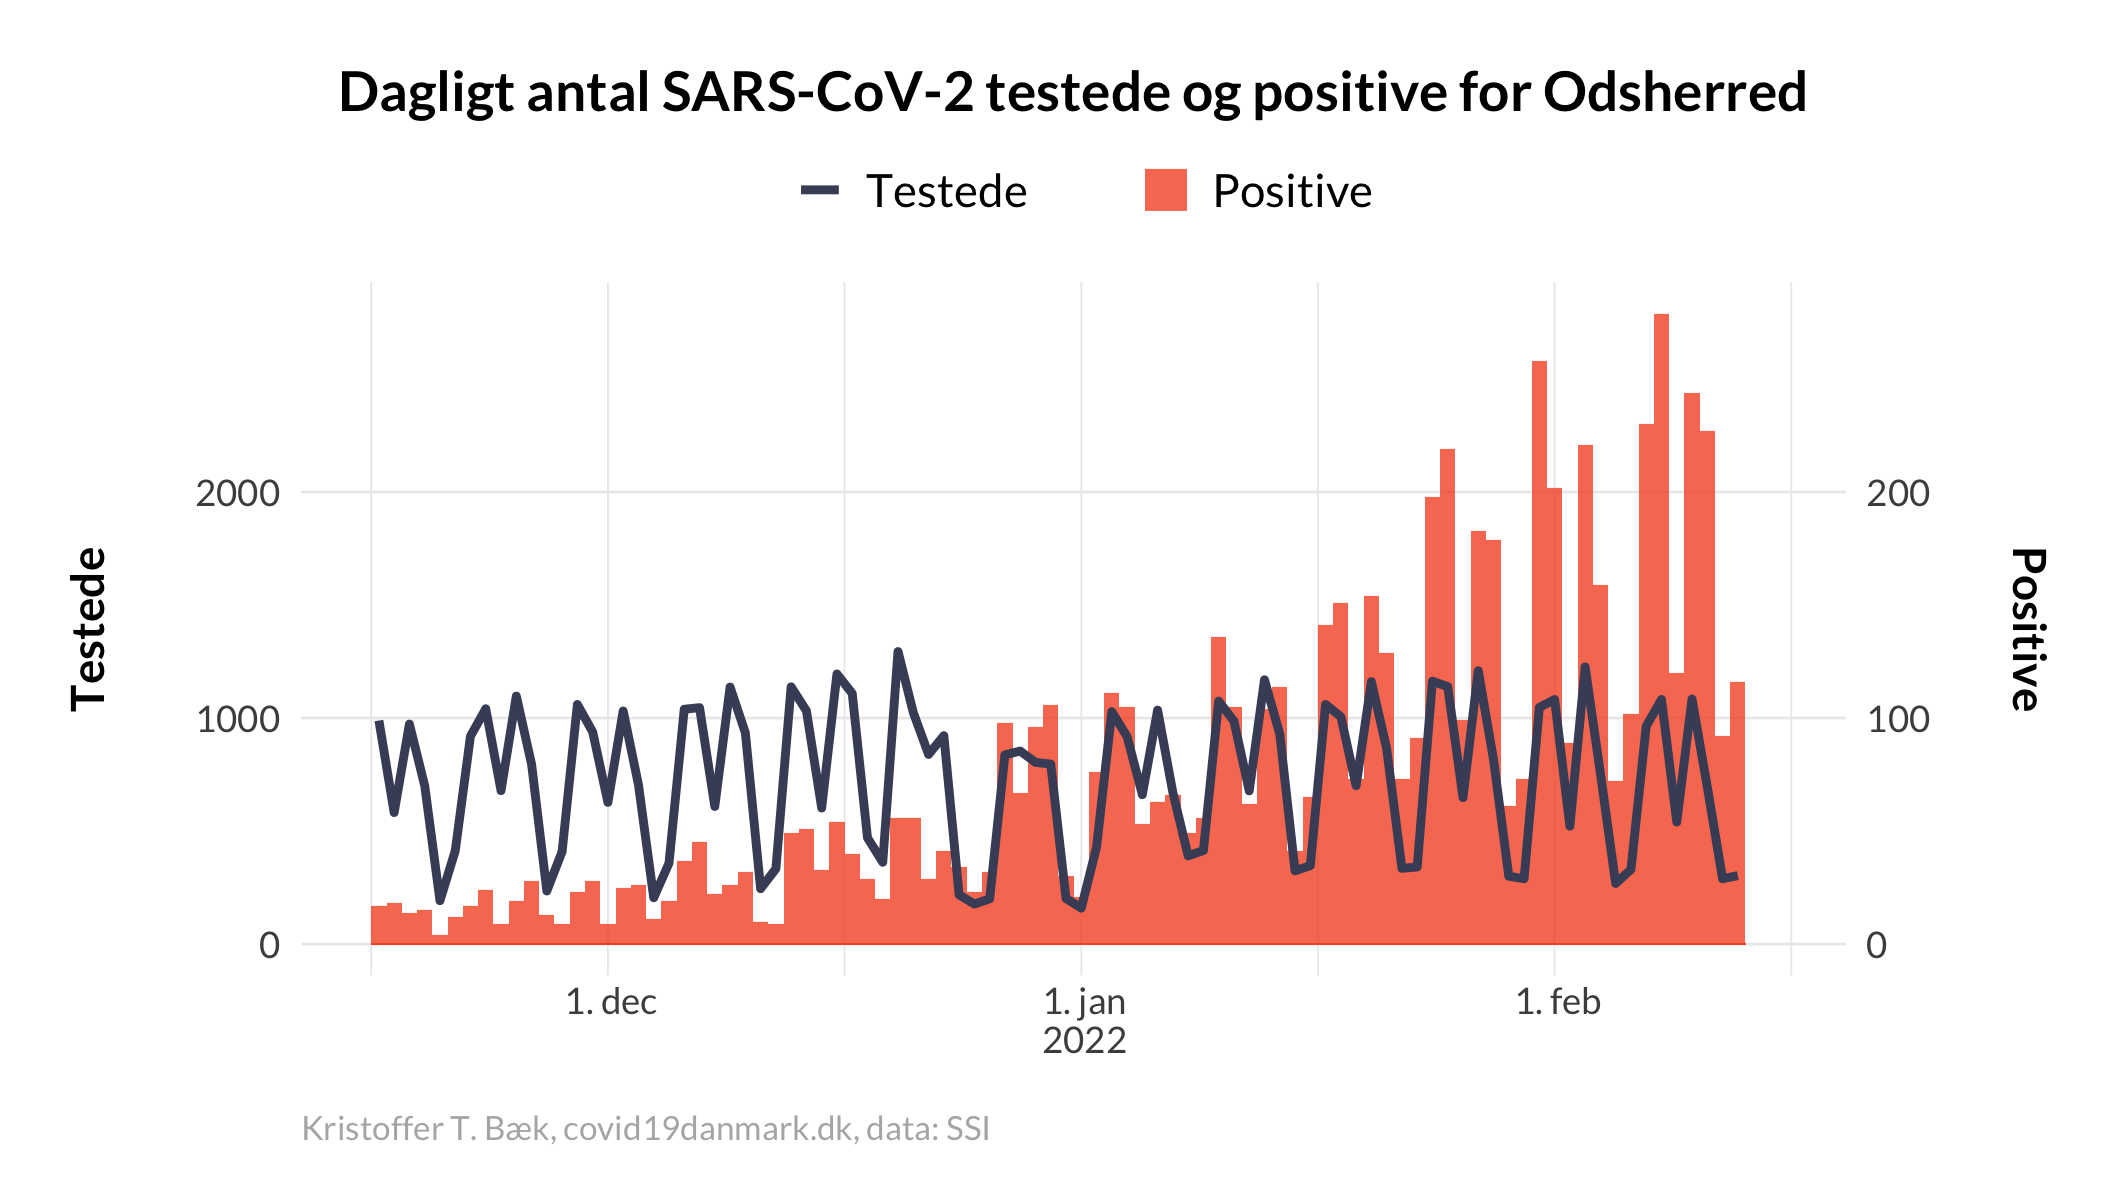 Dagligt antal SARS-CoV-2 testede og positive for Odsherred
Testede
Positive
Testede
2000
1000
0
200
100
0
Positive
1. dec
1. jan
2022
1. feb
Kristoffer T. Bæk, covid19danmark.dk, data: SSI